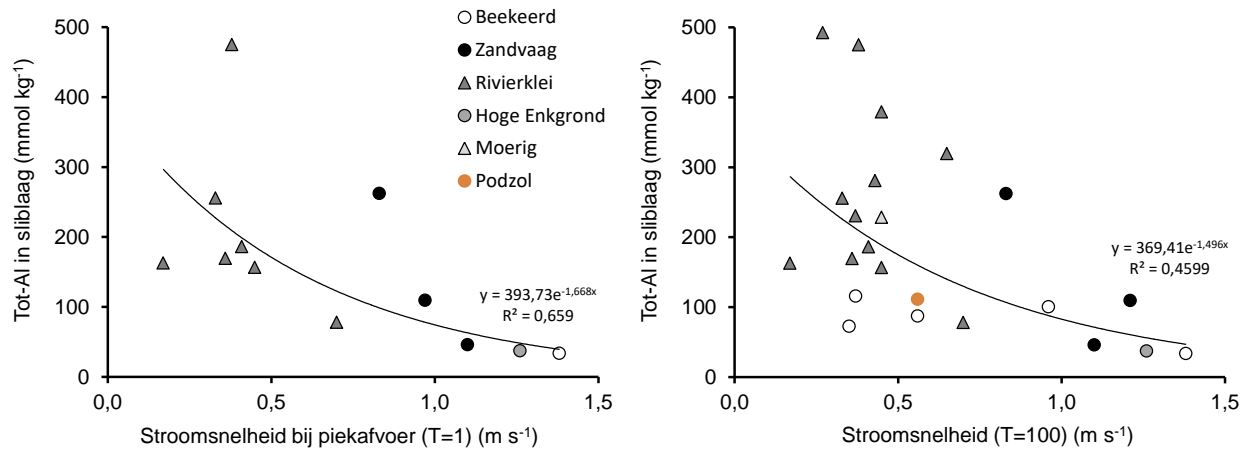 Tot-Al in sliblaag (mmol kg⁻¹)
500
400
300
200
100
0
0,0
0,5
1,0
1,5
Stroomsnelheid bij piekafvoer (T=1) (m s⁻¹)
y = 393,73e⁻¹,⁶⁶⁸ˣ
R² = 0,659
Beekeerd
Zandvaag
Rivierklei
Hoge Enkgrond
Moerig
Podzol
Tot-Al in sliblaag (mmol kg⁻¹)
500
400
300
200
100
0
0,0
0,5
1,0
1,5
Stroomsnelheid (T=100) (m s⁻¹)
y = 369,41e⁻¹,⁴⁹⁶ˣ
R² = 0,4599